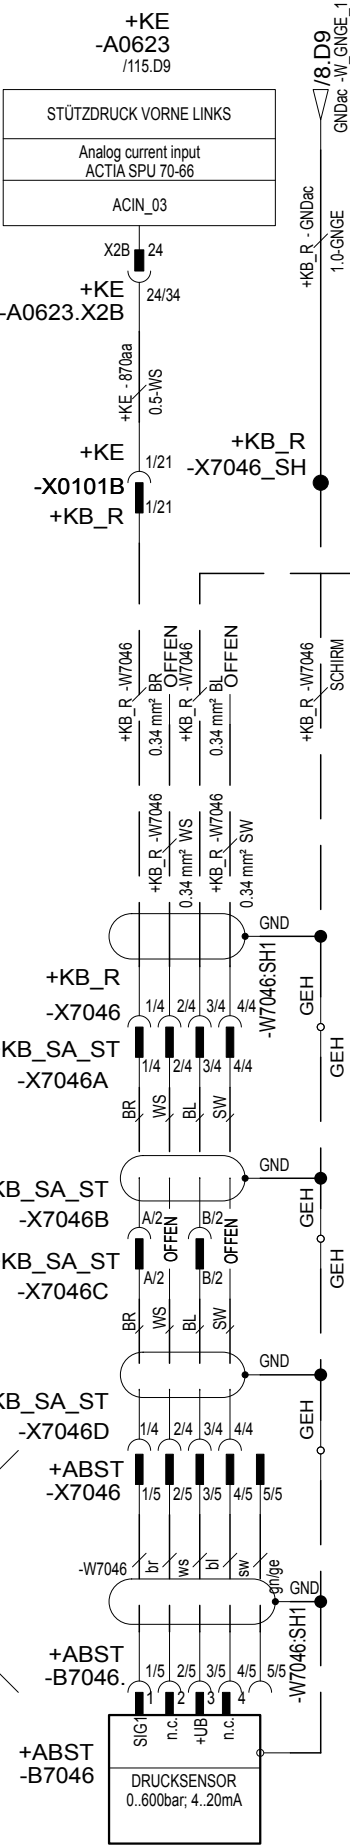 +KE
-A0623
/115.D9
/8.D9
GNDac -W_GNGE_1
STÜTZDRUCK VORNE LINKS
Analog current input
ACTIA SPU 70-66
ACIN_03
X2B 24
+KE 24/34
-A0623.X2B
+KB_R - GNDac
1.0-GNGE
+KE - 870aa
0.5-WS
+KE 1/21
-X0101B
+KB_R 1/21
+KB_R
-X7046_SH
+KB_R -W7046
0.34 mm² BR
OFFEN
+KB_R -W7046
0.34 mm² BL
OFFEN
+KB_R -W7046
SCHIRM
+KB_R -W7046
0.34 mm² WS
+KB_R -W7046
0.34 mm² SW
GND
-W7046:SH1
GEH
+KB_R
-X7046 1/4 2/4 3/4 4/4
KB_SA_ST
-X7046A 1/4 2/4 3/4 4/4
GEH
BR WS BL SW
GND
KB_SA_ST
-X7046B A/2 B/2
OFFEN OFFEN
GEH
KB_SA_ST
-X7046C A/2 B/2
GEH
BR WS BL SW
GND
KB_SA_ST
-X7046D 1/4 2/4 3/4 4/4
GEH
+ABST
-X7046 1/5 2/5 3/5 4/5 5/5
-W7046 br ws bl sw gn/ge
GND
-W7046:SH1
+ABST
-B7046. 1/5 2/5 3/5 4/5 5/5
1 2 3 4
SIG1 n.c. +UB n.c.
+ABST
-B7046
DRUCKSENSOR
0..600bar; 4..20mA